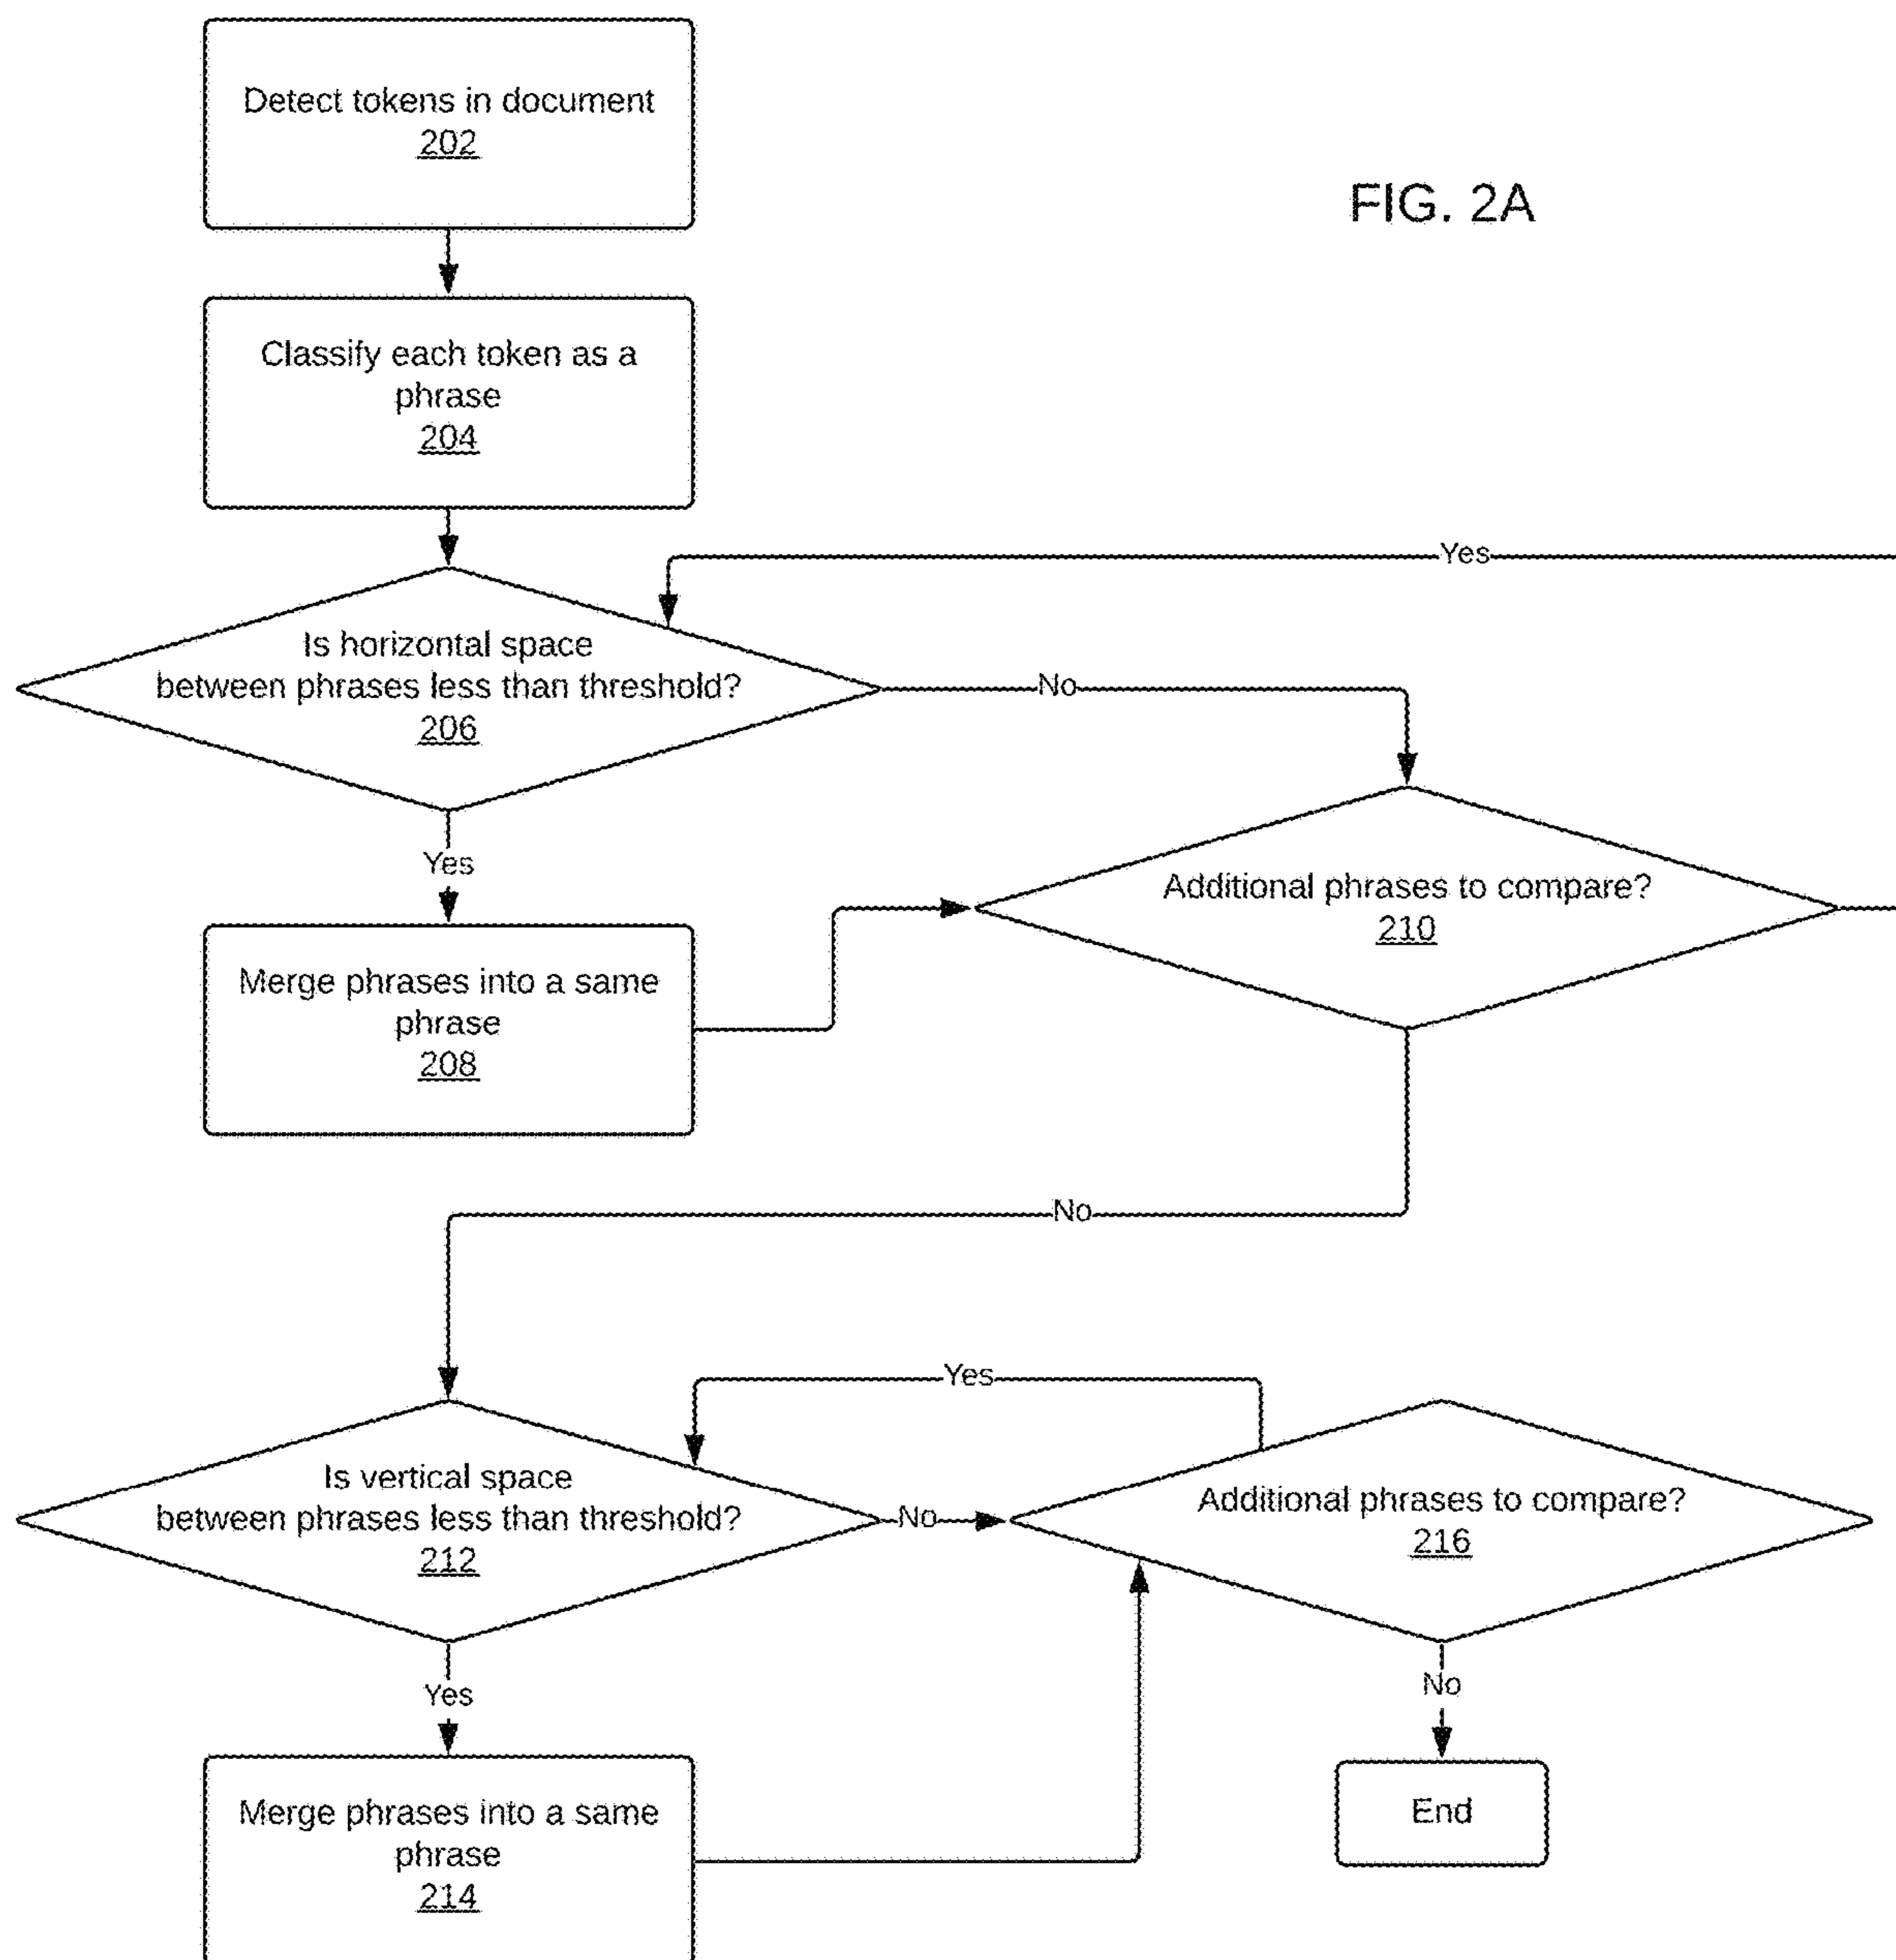 Detect tokens in document
202
FIG. 2A
Classify each token as a
phrase
204
Yes
Is horizontal space
between phrases less than threshold?
206
No
Yes
Additional phrases to compare?
210
Merge phrases into a same
phrase
208
No
Yes
Is vertical space
between phrases less than threshold?
212
No
Additional phrases to compare?
216
Yes
No
Merge phrases into a same
phrase
214
End